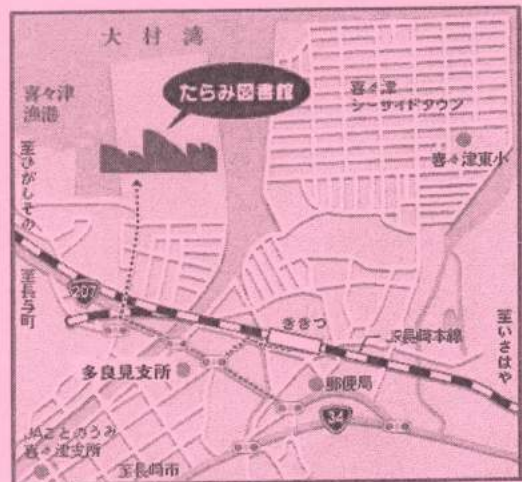 大村湾
たらみ図書館
喜々津
漁港
喜々津
シーサイドタウン
喜々津東小
至ひがしその
至長与町
207
ききつ
JR長崎本線
至いさはや
多良見支所
郵便局
34
JAことのうみ
喜々津支所
至長崎市